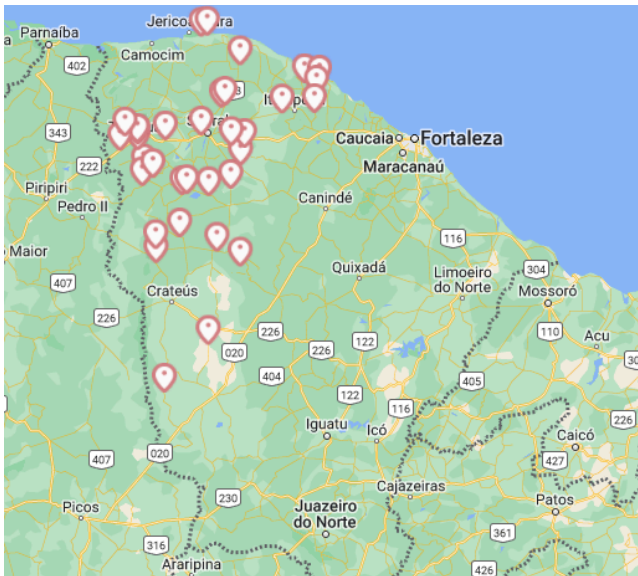 Parnaíba
Camocim
402
343
222
Piripiri
Pedro II
Maior
Caucaia
Fortaleza
Maracanaú
Canindé
407
226
Crateús
Quixadá
116
304
Limoeiro
do Norte
Mossoró
110
Acu
226
020
226
122
404
405
122
116
226
Iguatu
Icó
Caicó
427
407
020
Cajazeiras
230
Picos
Juazeiro
do Norte
Patos
361
316
Araripina
426